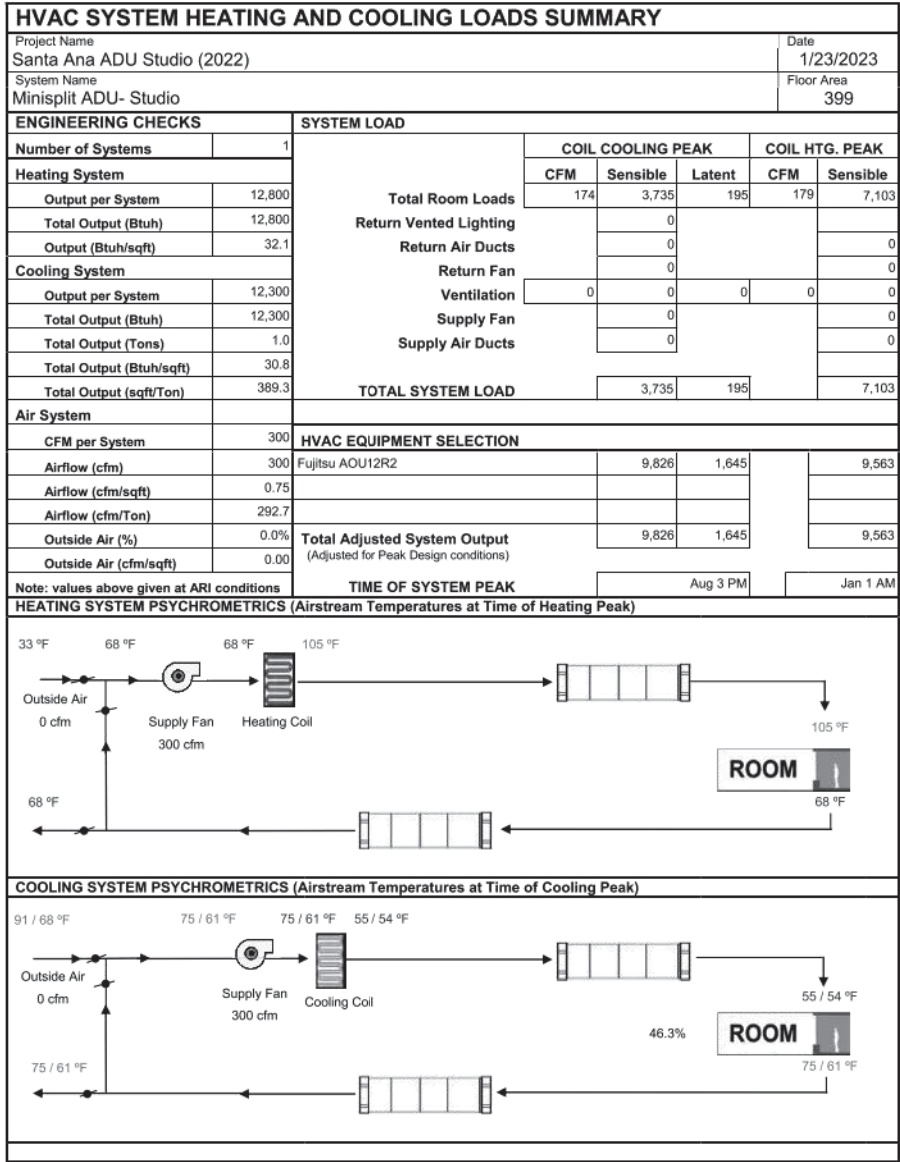 HVAC SYSTEM HEATING AND COOLING LOADS SUMMARY
Project Name Date
Santa Ana ADU Studio (2022) 1/23/2023
System Name Floor Area
Minisplit ADU- Studio 399
ENGINEERING CHECKS SYSTEM LOAD
Number of Systems 1 COIL COOLING PEAK COIL HTG. PEAK
Heating System CFM Sensible Latent CFM Sensible
Output per System 12,800 Total Room Loads 174 3,735 195 179 7,103
Total Output (Btuh) 12,800 Return Vented Lighting 0
Output (Btuh/sqft) 32.1 Return Air Ducts 0 0
Cooling System Return Fan 0 0
Output per System 12,300 Ventilation 0 0 0 0 0
Total Output (Btuh) 12,300 Supply Fan 0 0
Total Output (Tons) 1.0 Supply Air Ducts 0 0
Total Output (Btuh/sqft) 30.8
Total Output (sqft/Ton) 389.3 TOTAL SYSTEM LOAD 3,735 195 7,103
Air System
CFM per System 300 HVAC EQUIPMENT SELECTION
Airflow (cfm) 300 Fujitsu AOU12R2 9,826 1,645 9,563
Airflow (cfm/sqft) 0.75
Airflow (cfm/Ton) 292.7
Outside Air (%) 0.0% Total Adjusted System Output 9,826 1,645 9,563
Outside Air (cfm/sqft) 0.00 (Adjusted for Peak Design conditions)
Note: values above given at ARI conditions TIME OF SYSTEM PEAK Aug 3 PM Jan 1 AM
HEATING SYSTEM PSYCHROMETRICS (Airstream Temperatures at Time of Heating Peak)
33 ºF 68 ºF 68 ºF 105 ºF
Outside Air
0 cfm Supply Fan Heating Coil
300 cfm
105 ºF
ROOM
68 ºF 68 ºF
COOLING SYSTEM PSYCHROMETRICS (Airstream Temperatures at Time of Cooling Peak)
91 / 68 ºF 75 / 61 ºF 75 / 61 ºF 55 / 54 ºF
Outside Air
0 cfm Supply Fan Cooling Coil 55 / 54 ºF
300 cfm
46.3% ROOM
75 / 61 ºF 75 / 61 ºF